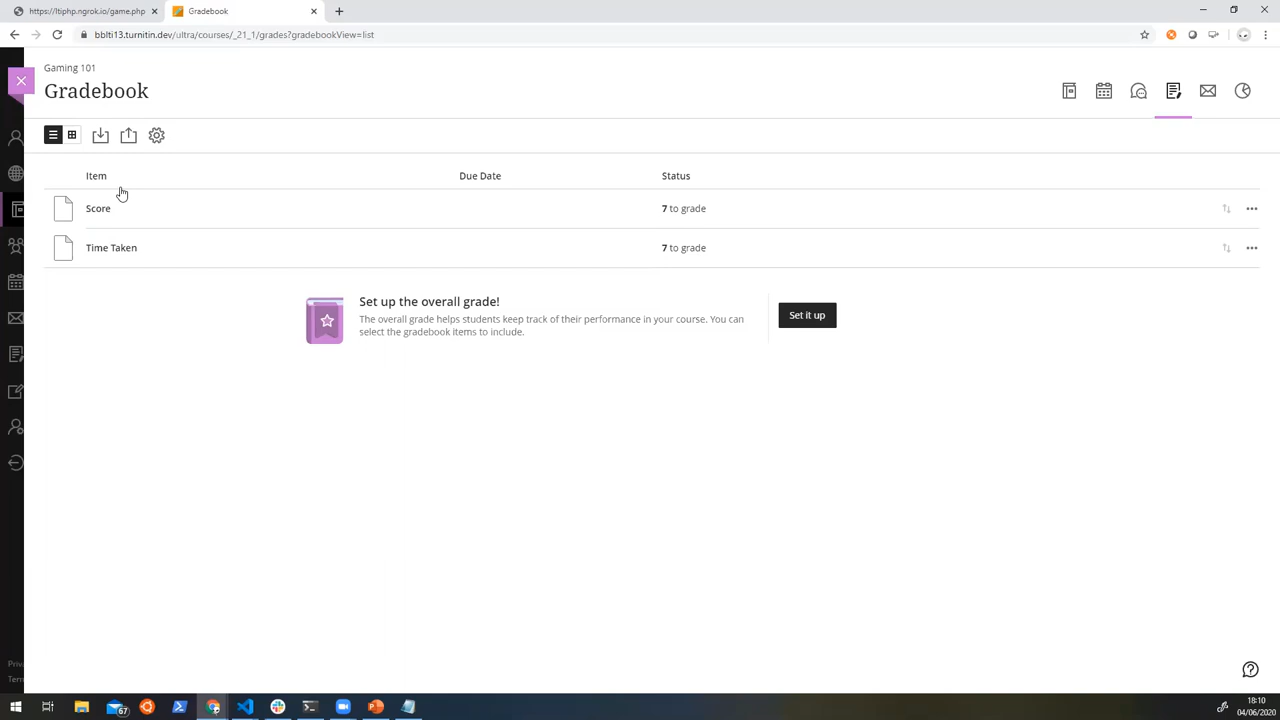 https://ltiphp.ngrok.io/game.php
Gradebook
bblti13.turnitin.dev/ultra/courses/_21_1/grades?gradebookView=list
Gaming 101
Gradebook
Item Due Date Status
Score 7 to grade
Time Taken 7 to grade
Set up the overall grade!
The overall grade helps students keep track of their performance in your course. You can
select the gradebook items to include.
Set it up
Priva
Term
67
18:10
04/06/2020